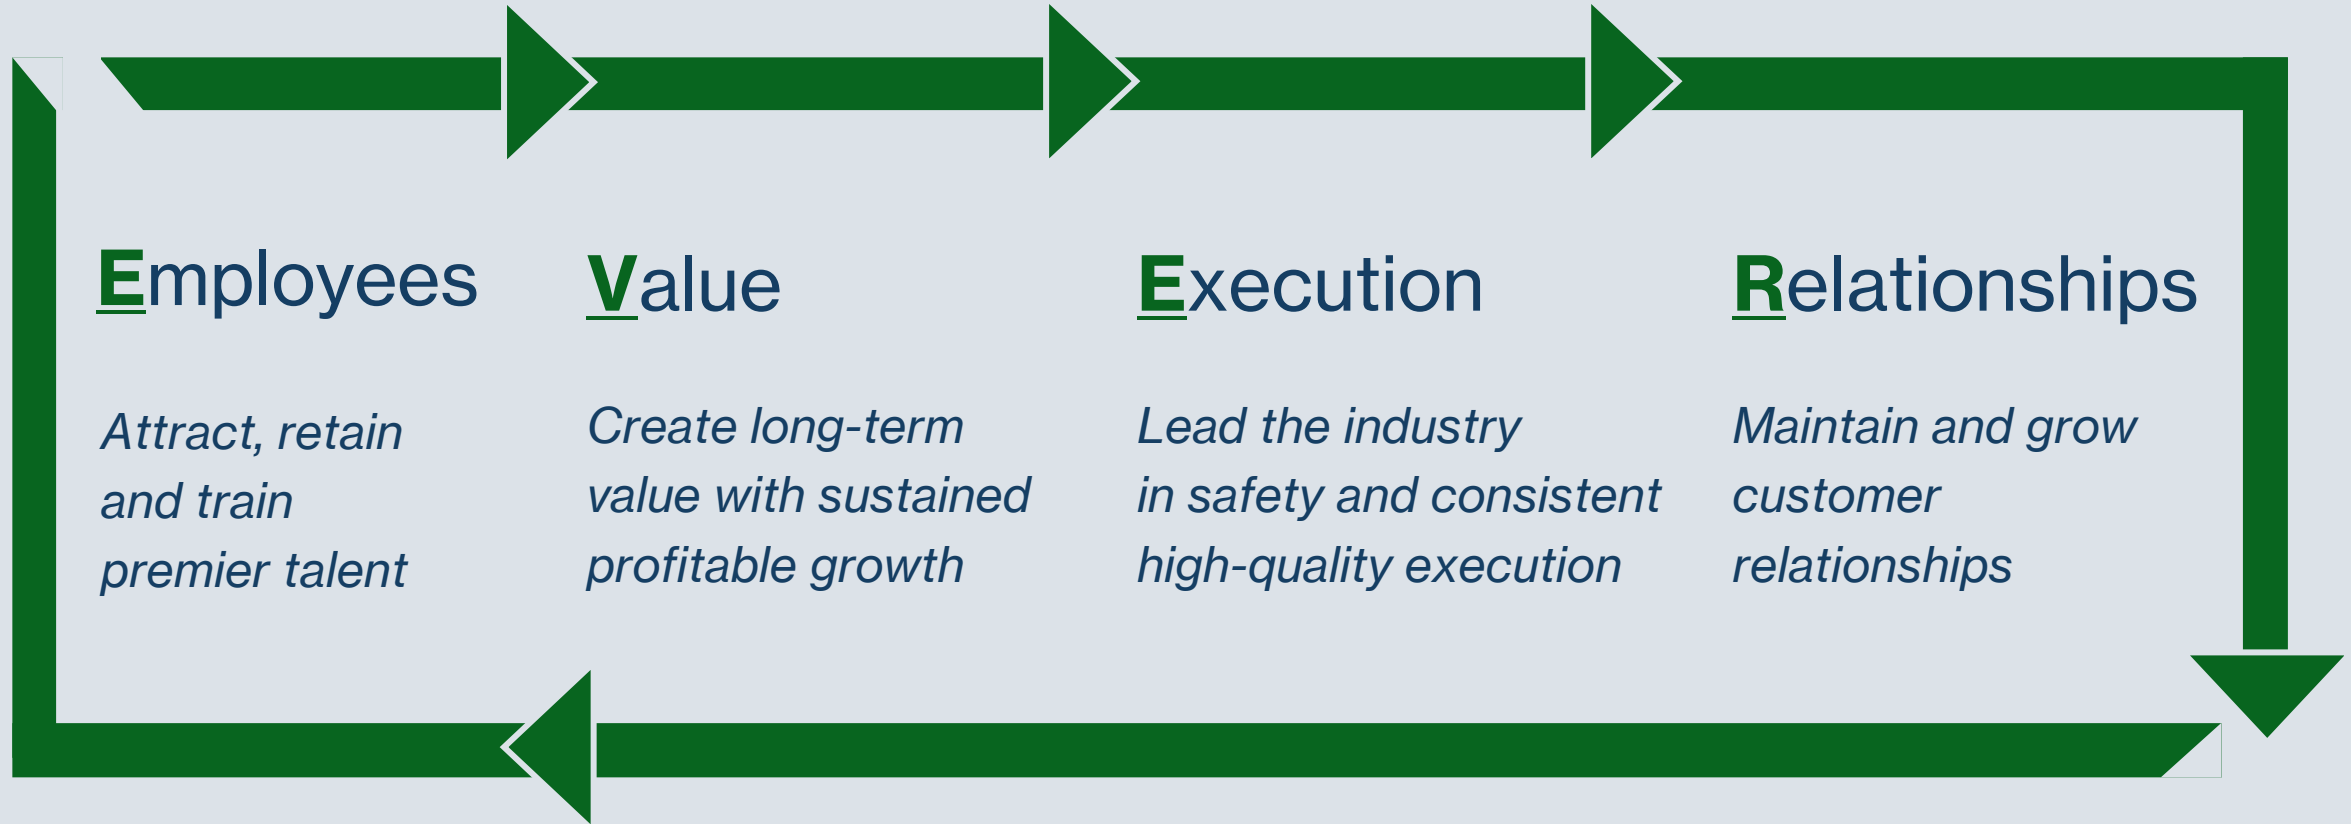 Employees
Attract, retain
and train
premier talent
Value
Create long-term
value with sustained
profitable growth
Execution
Lead the industry
in safety and consistent
high-quality execution
Relationships
Maintain and grow
customer
relationships